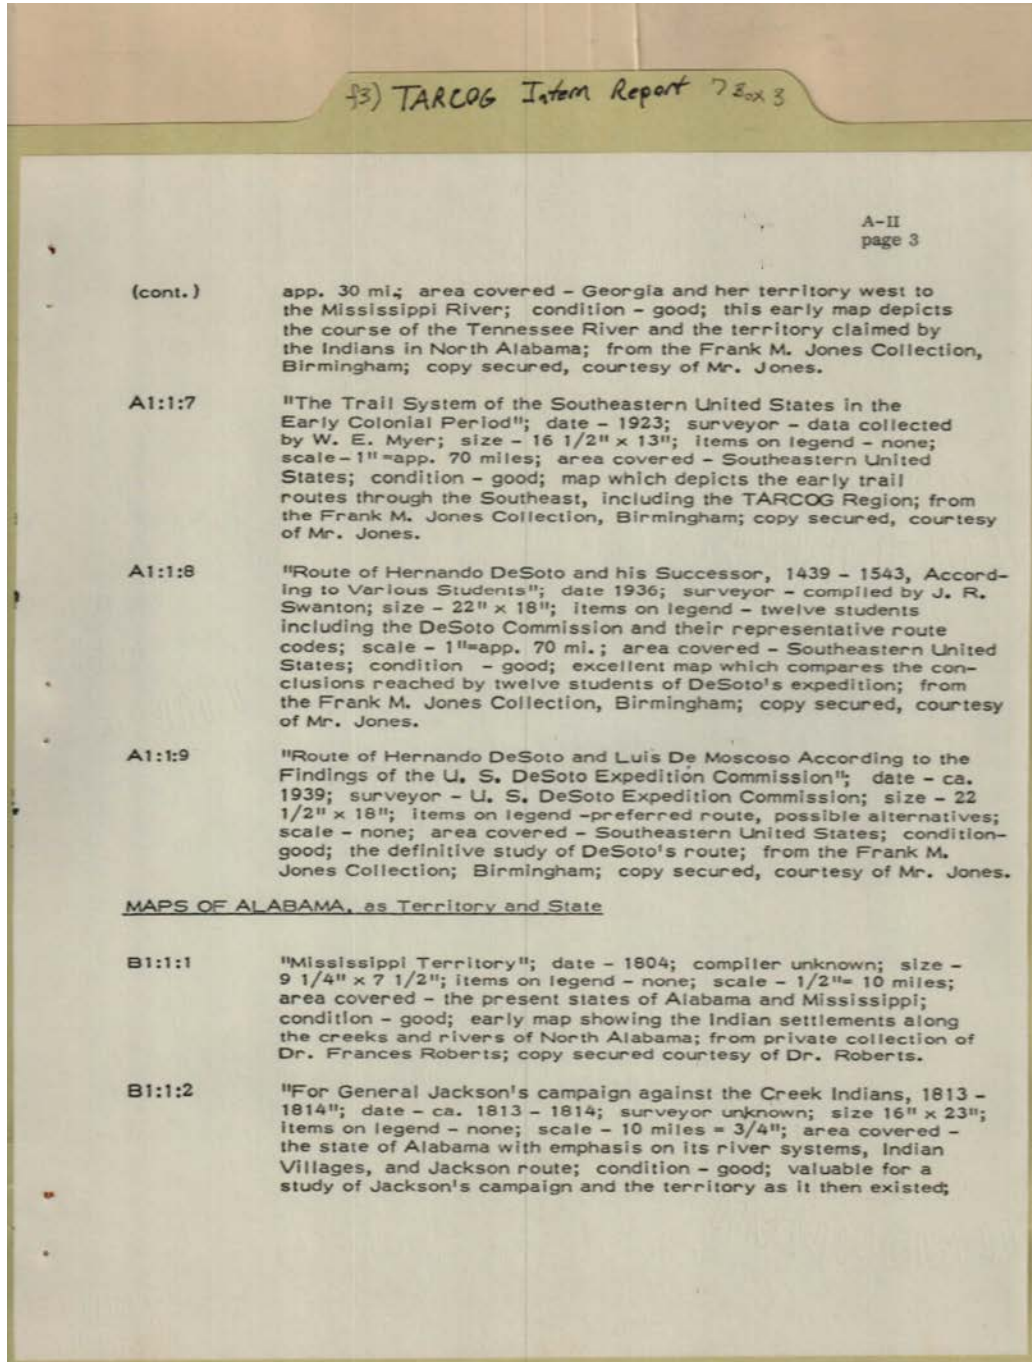 f3) TARCOG Intern Report > Box 3
A-II
page 3
(cont.) app. 30 mi.; area covered - Georgia and her territory west to
the Mississippi River; condition - good; this early map depicts
the course of the Tennessee River and the territory claimed by
the Indians in North Alabama; from the Frank M. Jones Collection,
Birmingham; copy secured, courtesy of Mr. Jones.
A1:1:7 "The Trail System of the Southeastern United States in the
Early Colonial Period"; date - 1923; surveyor - data collected
by W. E. Myer; size - 16 1/2" x 13"; items on legend - none;
scale- 1" =app. 70 miles; area covered - Southeastern United
States; condition - good; map which depicts the early trail
routes through the Southeast, including the TARCOG Region; from
the Frank M. Jones Collection, Birmingham; copy secured, courtesy
of Mr. Jones.
A1:1:8 "Route of Hernando DeSoto and his Successor, 1439 - 1543, Accord-
ing to Various Students"; date 1936; surveyor - compiled by J. R.
Swanton; size - 22" x 18"; items on legend - twelve students
including the DeSoto Commission and their representative route
codes; scale - 1"=app. 70 mi.; area covered - Southeastern United
States; condition - good; excellent map which compares the con-
clusions reached by twelve students of DeSoto's expedition; from
the Frank M. Jones Collection, Birmingham; copy secured, courtesy
of Mr. Jones.
A1:1:9 "Route of Hernando DeSoto and Luis De Moscoso According to the
Findings of the U. S. DeSoto Expedition Commission"; date - ca.
1939; surveyor - U. S. DeSoto Expedition Commission; size - 22
1/2" x 18"; items on legend -preferred route, possible alternatives;
scale - none; area covered - Southeastern United States; condition-
good; the definitive study of DeSoto's route; from the Frank M.
Jones Collection; Birmingham; copy secured, courtesy of Mr. Jones.
MAPS OF ALABAMA, as Territory and State
B1:1:1 "Mississippi Territory"; date - 1804; compiler unknown; size -
9 1/4" x 7 1/2"; items on legend - none; scale - 1/2"= 10 miles;
area covered - the present states of Alabama and Mississippi;
condition - good; early map showing the Indian settlements along
the creeks and rivers of North Alabama; from private collection of
Dr. Frances Roberts; copy secured courtesy of Dr. Roberts.
B1:1:2 "For General Jackson's campaign against the Creek Indians, 1813 -
1814"; date - ca. 1813 - 1814; surveyor unknown; size 16" x 23";
items on legend - none; scale - 10 miles = 3/4"; area covered -
the state of Alabama with emphasis on its river systems, Indian
Villages, and Jackson route; condition - good; valuable for a
study of Jackson's campaign and the territory as it then existed;